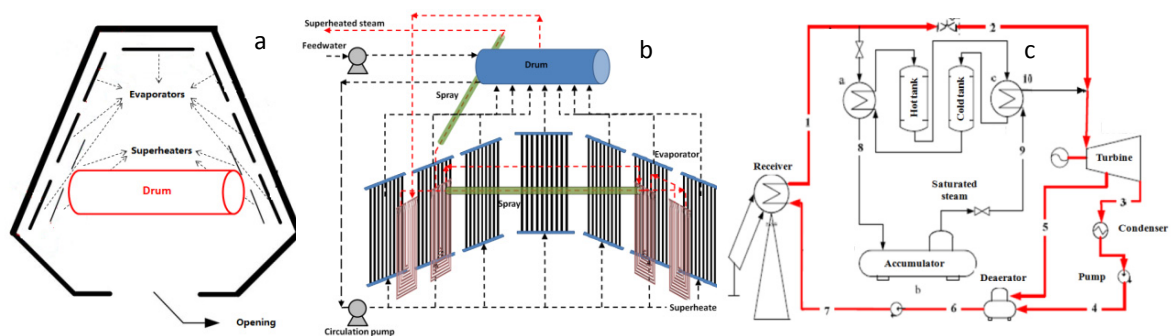 a
Evaporators
Superheaters
Drum
Opening
Superheated steam
b
Feedwater
Drum
Spray
Evaporator
Spray
Superheate
Circulation pump
2
c
a
Hot tank
Cold tank
c
10
1
8
9
Receiver
Turbine
Saturated
steam
3
5
Condenser
Accumulator
b
Deaerator
Pump
7
6
4